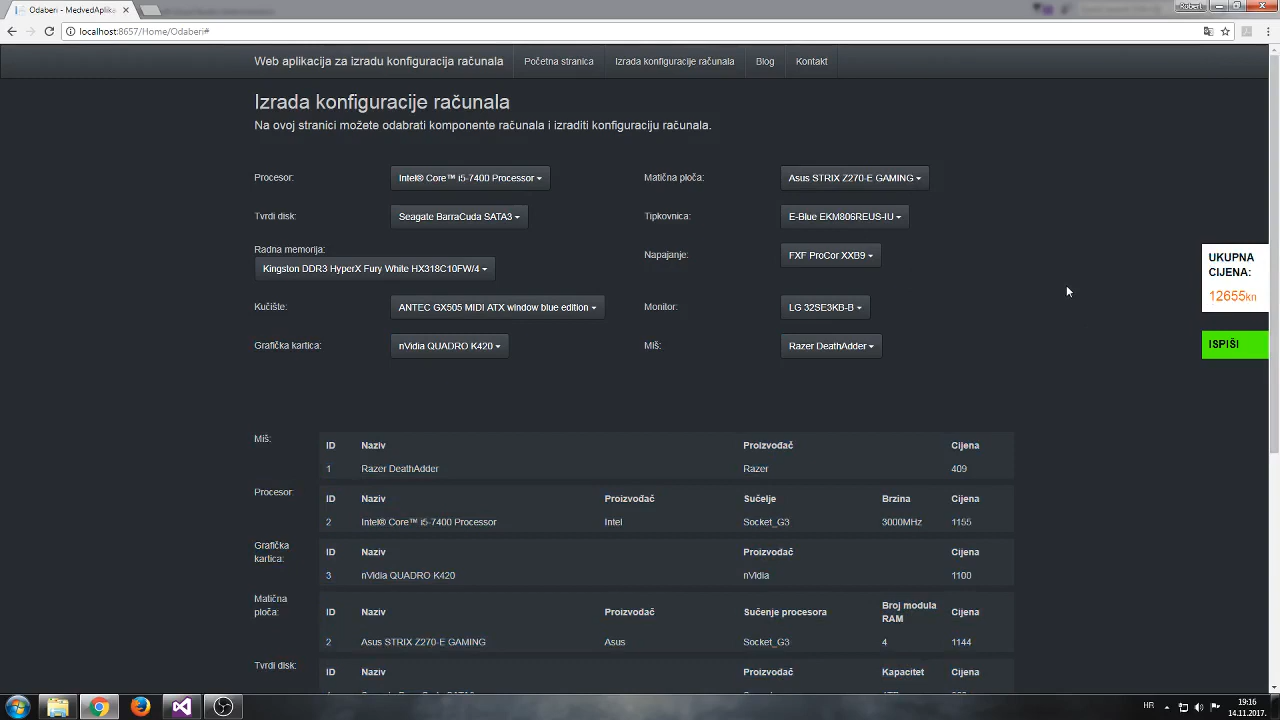 Odaberi - MedvedAplika
Robert
localhost:8657/Home/Odaberi#
Web aplikacija za izradu konfiguracija računala
Početna stranica
Izrada konfiguracije računala
Blog
Kontakt
Izrada konfiguracije računala
Na ovoj stranici možete odabrati komponente računala i izraditi konfiguraciju računala.
Procesor: Intel® Core™ i5-7400 Processor
Matična ploča: Asus STRIX Z270-E GAMING
Tvrdi disk: Seagate BarraCuda SATA3
Tipkovnica: E-Blue EKM806REUS-IU
Radna memorija:
Kingston DDR3 HyperX Fury White HX318C10FW/4
Napajanje: FXF ProCor XXB9
Kučište: ANTEC GX505 MIDI ATX window blue edition
Monitor: LG 32SE3KB-B
Grafička kartica: nVidia QUADRO K420
Miš: Razer DeathAdder
UKUPNA
CIJENA:
12655kn
ISPIŠI
Miš:
ID Naziv Proizvođač Cijena
1 Razer DeathAdder Razer 409
Procesor:
ID Naziv Proizvođač Sučelje Brzina Cijena
2 Intel® Core™ i5-7400 Processor Intel Socket_G3 3000MHz 1155
Grafička
kartica:
ID Naziv Proizvođač Cijena
3 nVidia QUADRO K420 nVidia 1100
Matična
ploča:
ID Naziv Proizvođač Sučenje procesora Broj modula RAM Cijena
2 Asus STRIX Z270-E GAMING Asus Socket_G3 4 1144
Tvrdi disk:
ID Naziv Proizvođač Kapacitet Cijena
HR
19:16
14.11.2017.